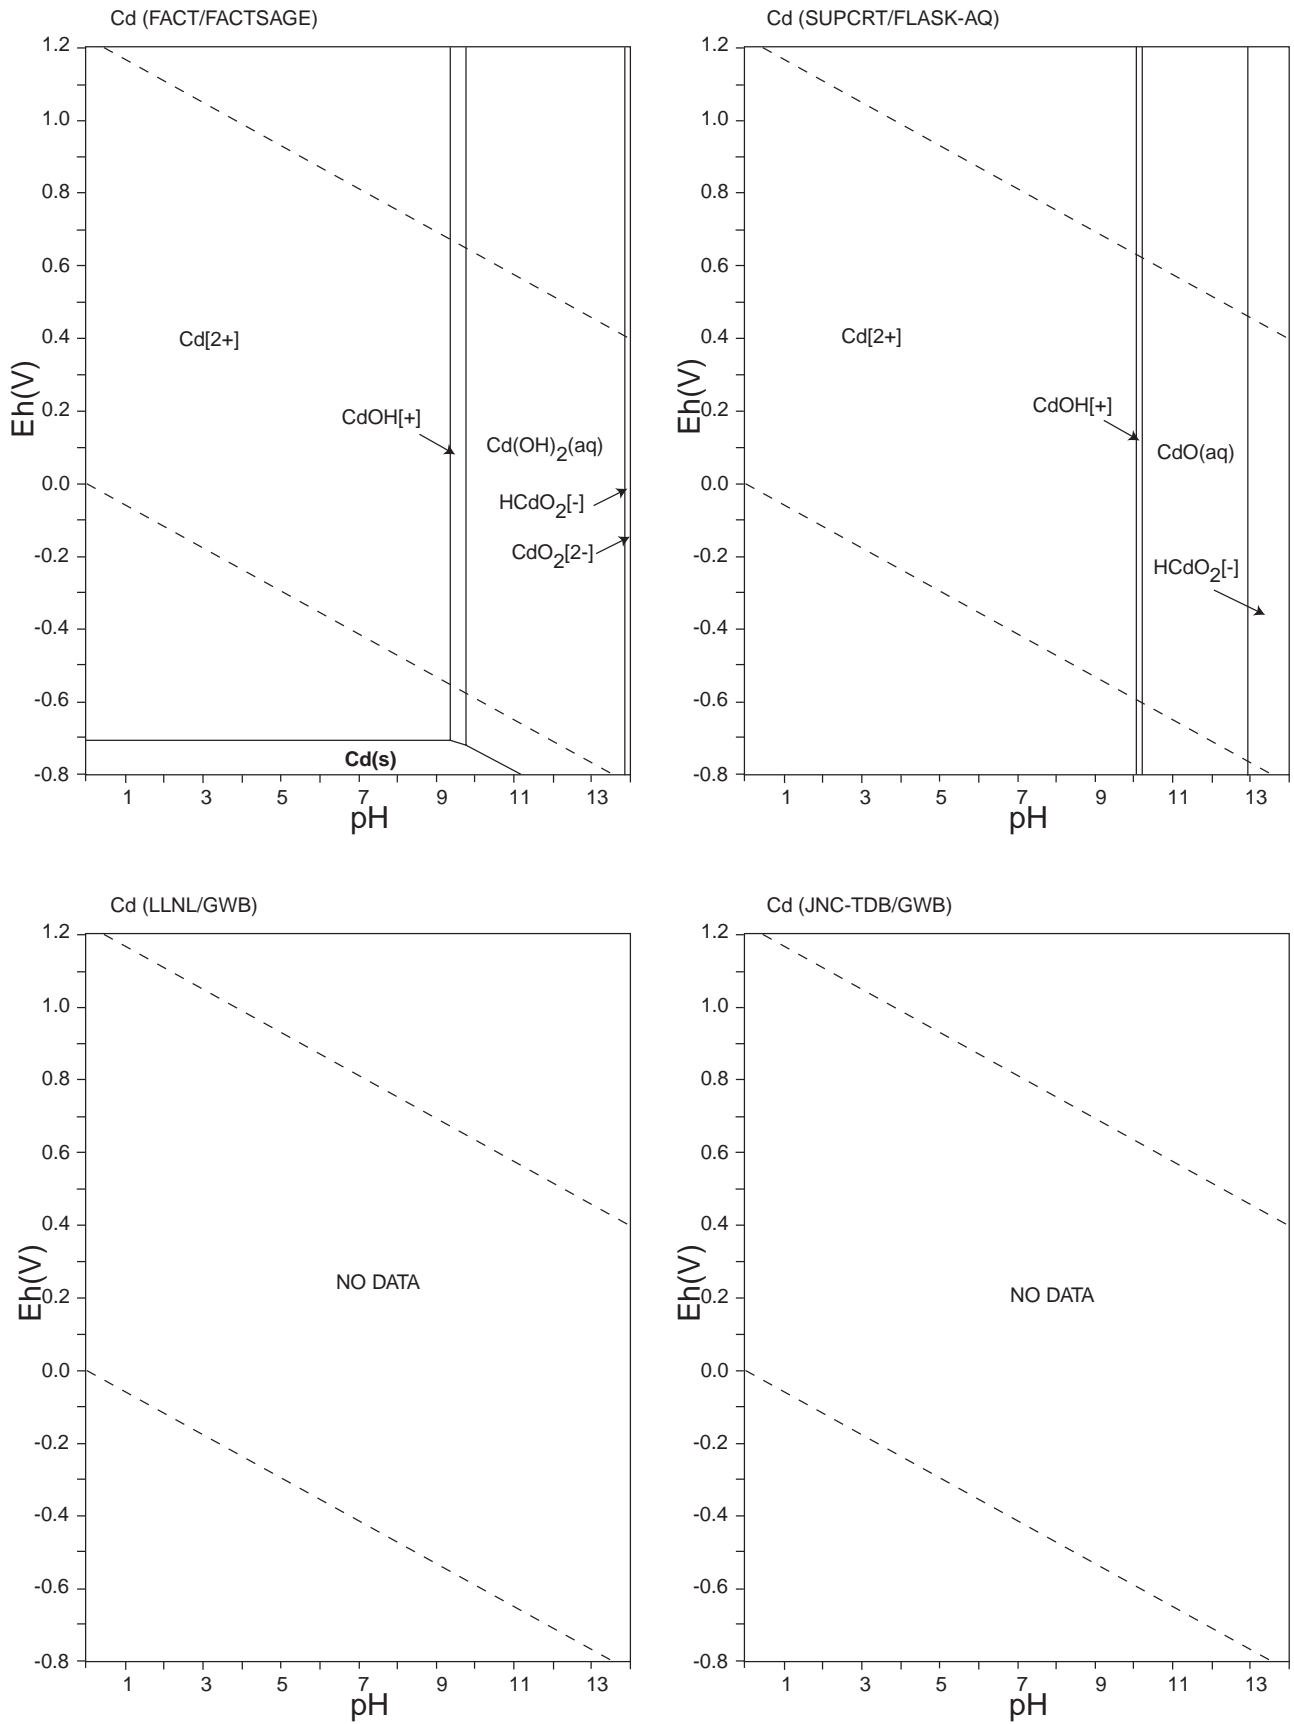 Cd (FACT/FACTSAGE)
1.2
1.0
0.8
0.6
0.4
0.2
0.0
-0.2
-0.4
-0.6
-0.8
Eh(V)
Cd[2+]
CdOH[+]
Cd(OH)2(aq)
HCdO2[-]
CdO2[2-]
Cd(s)
1 3 5 7 9 11 13
pH
Cd (SUPCRT/FLASK-AQ)
1.2
1.0
0.8
0.6
0.4
0.2
0.0
-0.2
-0.4
-0.6
-0.8
Eh(V)
Cd[2+]
CdOH[+]
CdO(aq)
HCdO2[-]
1 3 5 7 9 11 13
pH
Cd (LLNL/GWB)
1.2
1.0
0.8
0.6
0.4
0.2
0.0
-0.2
-0.4
-0.6
-0.8
Eh(V)
NO DATA
1 3 5 7 9 11 13
pH
Cd (JNC-TDB/GWB)
1.2
1.0
0.8
0.6
0.4
0.2
0.0
-0.2
-0.4
-0.6
-0.8
Eh(V)
NO DATA
1 3 5 7 9 11 13
pH